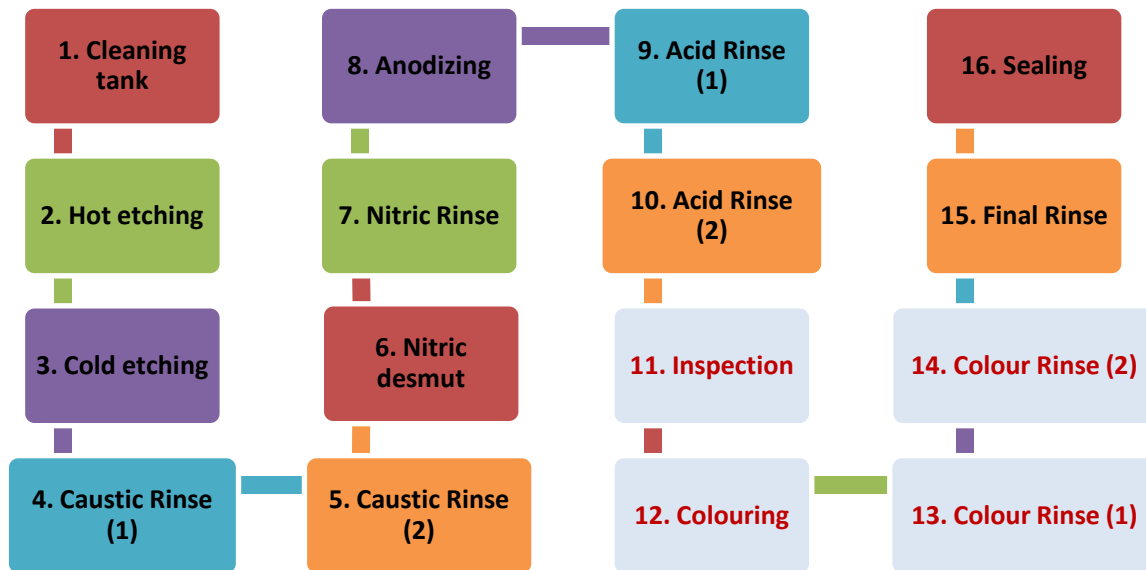 1. Cleaning
tank
2. Hot etching
3. Cold etching
4. Caustic Rinse
(1)
5. Caustic Rinse
(2)
6. Nitric
desmut
7. Nitric Rinse
8. Anodizing
9. Acid Rinse
(1)
10. Acid Rinse
(2)
11. Inspection
12. Colouring
13. Colour Rinse (1)
14. Colour Rinse (2)
15. Final Rinse
16. Sealing